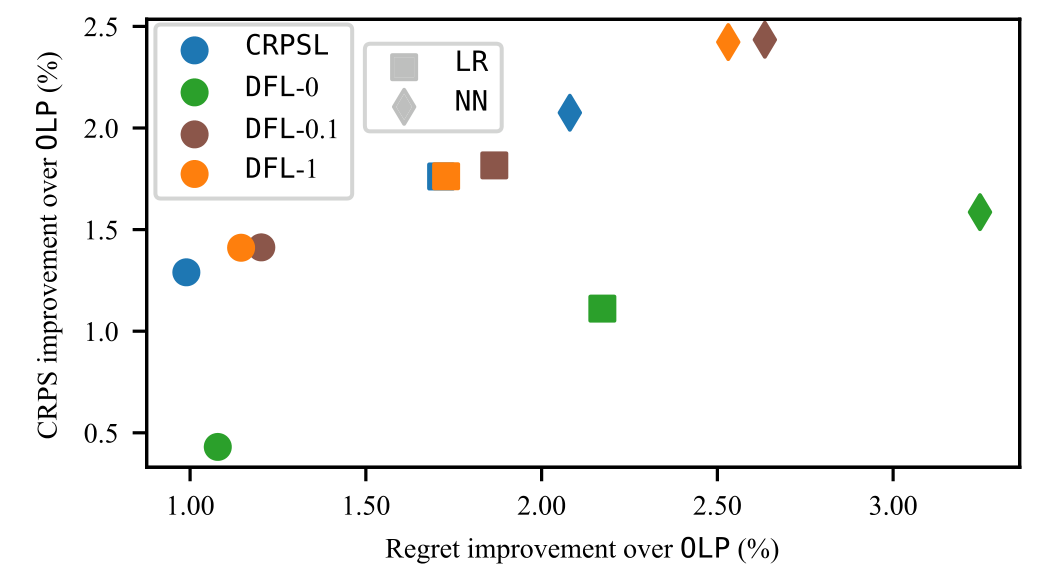 CRPS improvement over OLP (%)
2.5
2.0
1.5
1.0
0.5
CRPSL
DFL-0
DFL-0.1
DFL-1
LR
NN
1.00 1.50 2.00 2.50 3.00
Regret improvement over OLP (%)